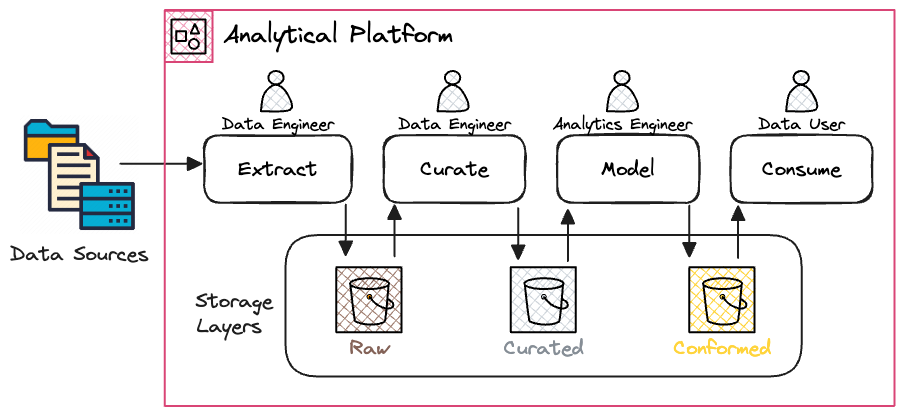 Analytical Platform
Data Engineer
Data Engineer
Analytics Engineer
Data User
Extract
Curate
Model
Consume
Data Sources
Storage
Layers
Raw
Curated
Conformed